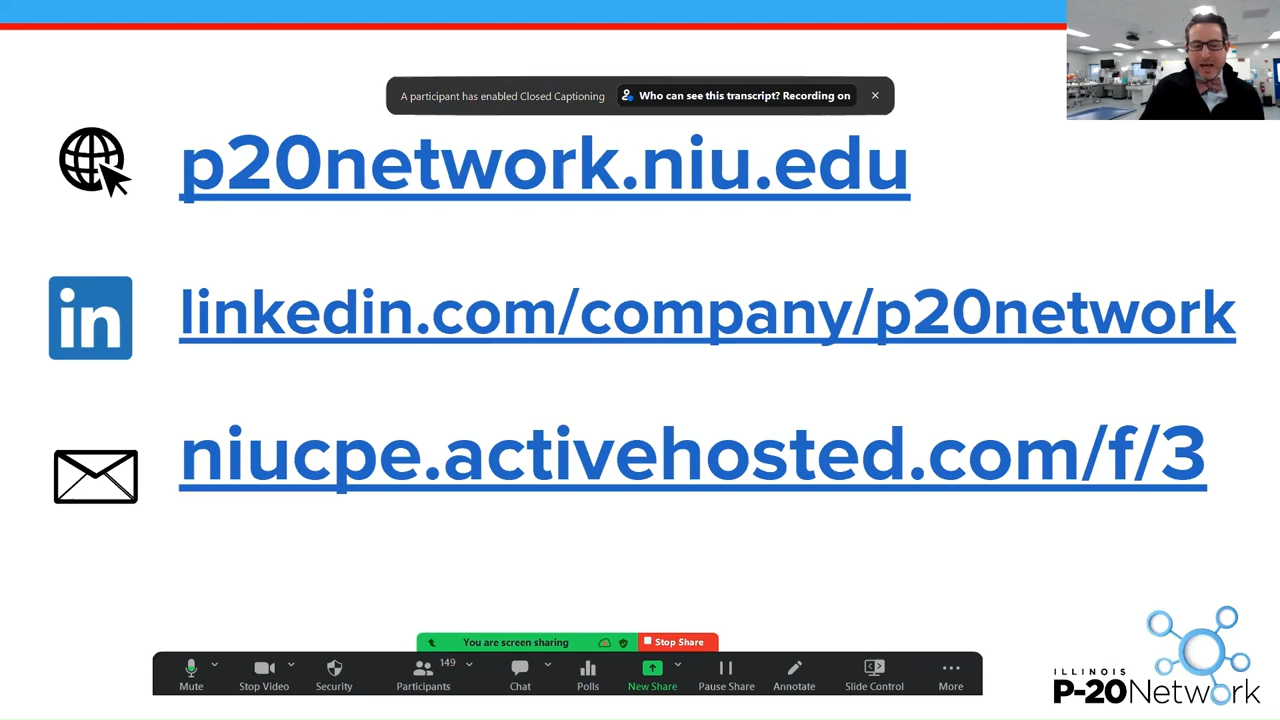 A participant has enabled Closed Captioning Who can see this transcript? Recording on
p20network.niu.edu
in linkedin.com/company/p20network
niucpe.activehosted.com/f/3
You are screen sharing Stop Share
149
Mute Stop Video Security Participants Chat Polls New Share Pause Share Annotate Slide Control More
ILLINOIS
P-20Network